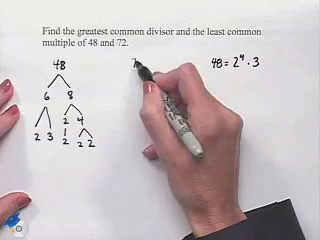 Find the greatest common divisor and the least common
multiple of 48 and 72.
48
48 = 2⁴ · 3
6 8
2 4
2 3 2 2 2